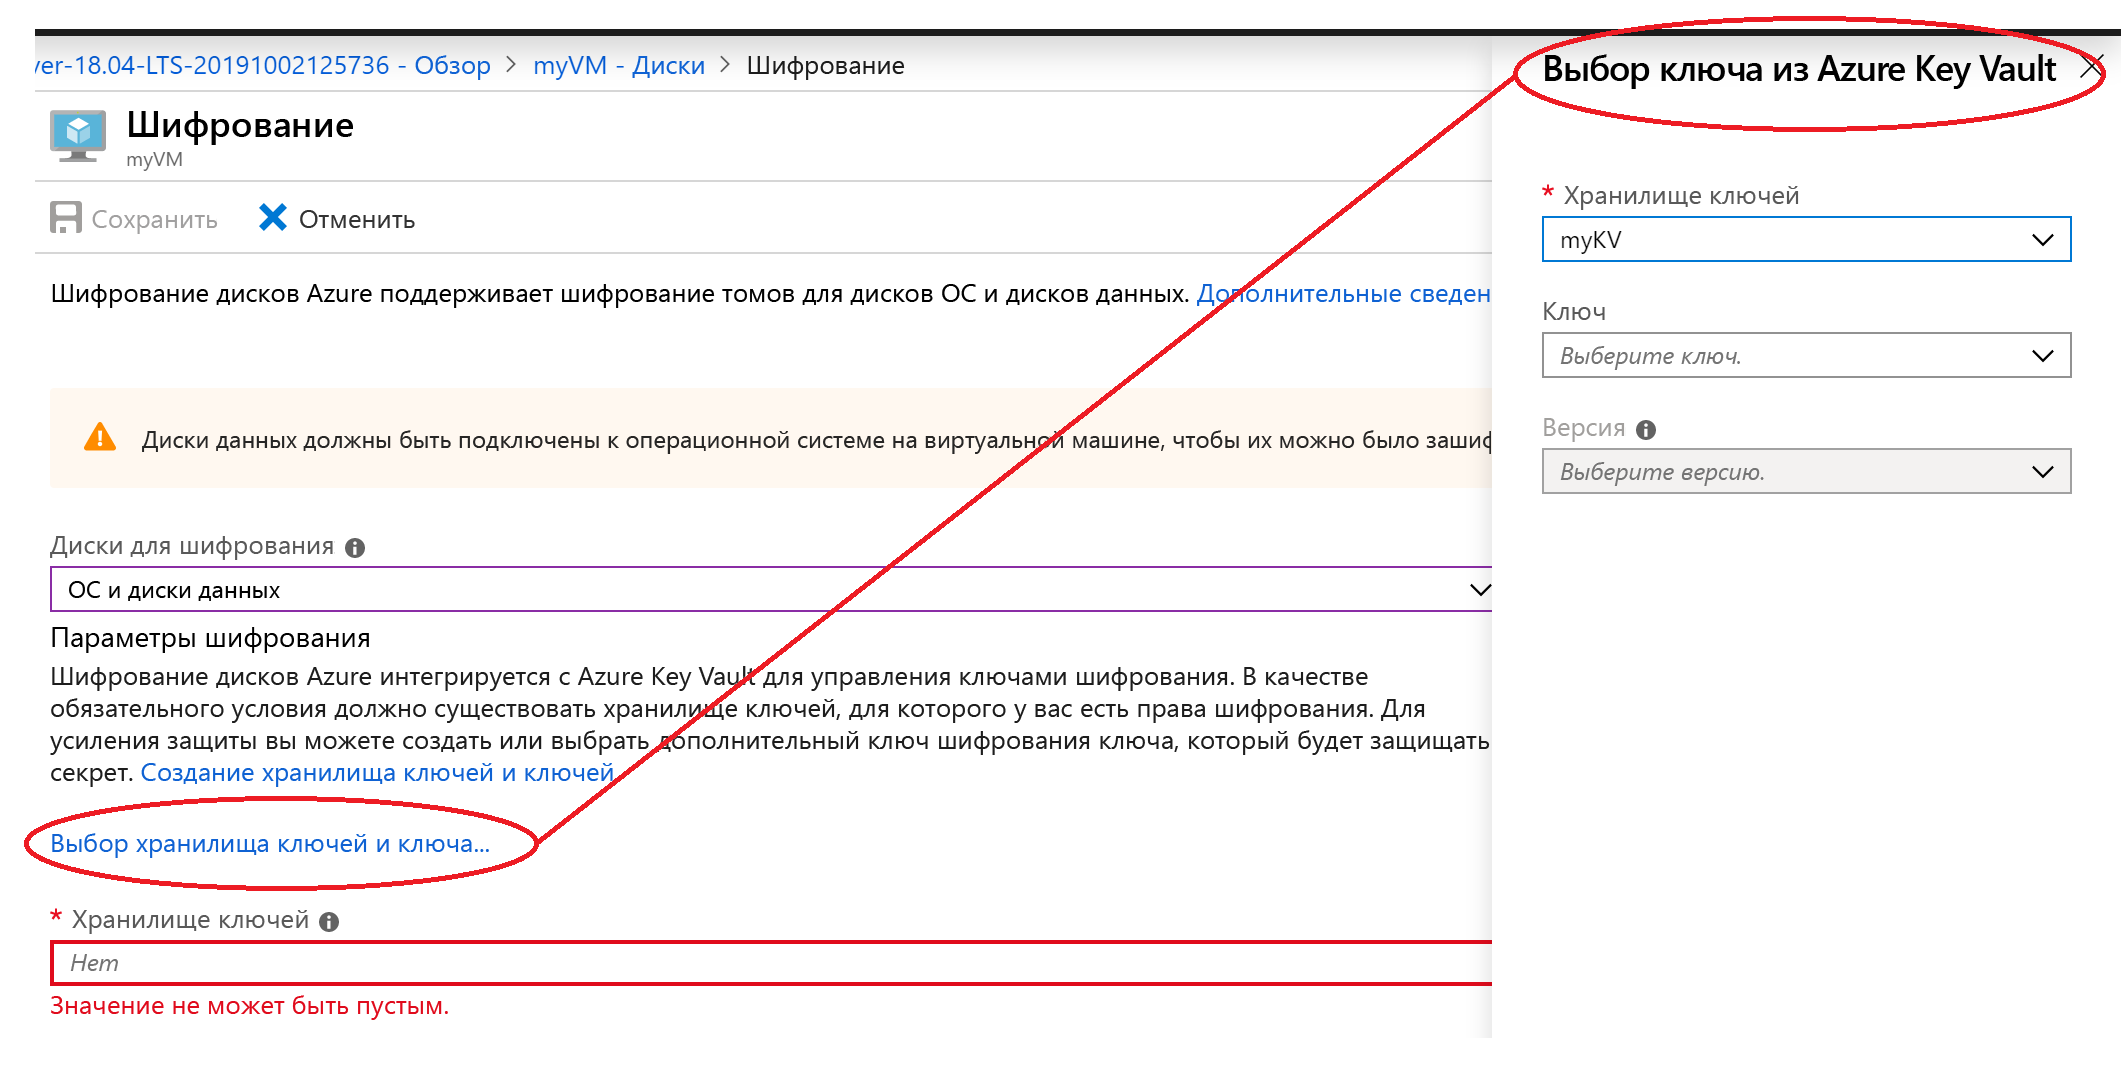 ver-18.04-LTS-20191002125736 - Обзор > myVM - Диски > Шифрование
Шифрование
myVM
Сохранить Отменить
Шифрование дисков Azure поддерживает шифрование томов для дисков ОС и дисков данных. Дополнительные сведен
Диски данных должны быть подключены к операционной системе на виртуальной машине, чтобы их можно было зашиф
Диски для шифрования
ОС и диски данных
Параметры шифрования
Шифрование дисков Azure интегрируется с Azure Key Vault для управления ключами шифрования. В качестве
обязательного условия должно существовать хранилище ключей, для которого у вас есть права шифрования. Для
усиления защиты вы можете создать или выбрать дополнительный ключ шифрования ключа, который будет защищать
секрет. Создание хранилища ключей и ключей
Выбор хранилища ключей и ключа...
* Хранилище ключей
Нет
Значение не может быть пустым.
Выбор ключа из Azure Key Vault
* Хранилище ключей
myKV
Ключ
Выберите ключ.
Версия
Выберите версию.